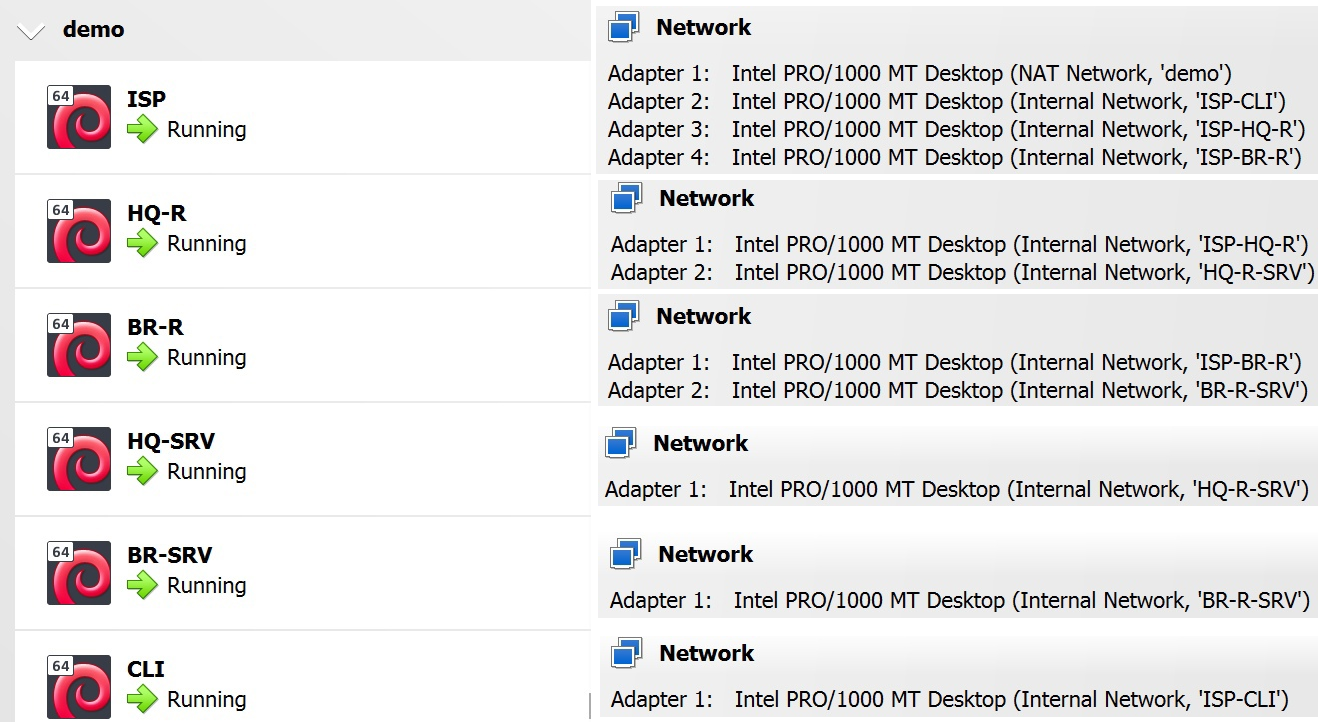 demo
64
ISP
Running
64
HQ-R
Running
64
BR-R
Running
64
HQ-SRV
Running
64
BR-SRV
Running
64
CLI
Running
Network
Adapter 1: Intel PRO/1000 MT Desktop (NAT Network, 'demo')
Adapter 2: Intel PRO/1000 MT Desktop (Internal Network, 'ISP-CLI')
Adapter 3: Intel PRO/1000 MT Desktop (Internal Network, 'ISP-HQ-R')
Adapter 4: Intel PRO/1000 MT Desktop (Internal Network, 'ISP-BR-R')
Network
Adapter 1: Intel PRO/1000 MT Desktop (Internal Network, 'ISP-HQ-R')
Adapter 2: Intel PRO/1000 MT Desktop (Internal Network, 'HQ-R-SRV')
Network
Adapter 1: Intel PRO/1000 MT Desktop (Internal Network, 'ISP-BR-R')
Adapter 2: Intel PRO/1000 MT Desktop (Internal Network, 'BR-R-SRV')
Network
Adapter 1: Intel PRO/1000 MT Desktop (Internal Network, 'HQ-R-SRV')
Network
Adapter 1: Intel PRO/1000 MT Desktop (Internal Network, 'BR-R-SRV')
Network
Adapter 1: Intel PRO/1000 MT Desktop (Internal Network, 'ISP-CLI')